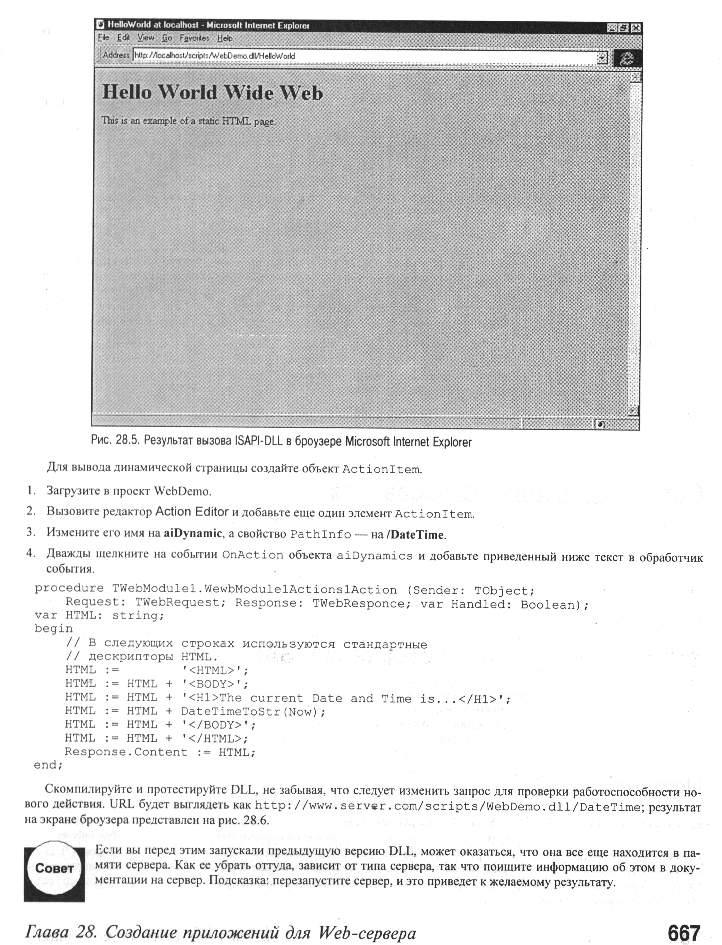 HelloWorld at localhost - Microsoft Internet Explorer
File Edit View Go Favorites Help
Address http://localhost/scripts/WebDemo.dll/HelloWorld
Hello World Wide Web
This is an example of a static HTML page.
Рис. 28.5. Результат вызова ISAPI-DLL в броузере Microsoft Internet Explorer
Для вывода динамической страницы создайте объект ActionItem.
1. Загрузите в проект WebDemo.
2. Вызовите редактор Action Editor и добавьте еще один элемент ActionItem.
3. Измените его имя на aiDynamic, а свойство PathInfo — на /DateTime.
4. Дважды щелкните на событии OnAction объекта aiDynamics и добавьте приведенный ниже текст в обработчик
события.
procedure TWebModule1.WewbModule1Actions1Action (Sender: TObject;
Request: TWebRequest; Response: TWebResponce; var Handled: Boolean);
var HTML: string;
begin
// В следующих строках используются стандартные
// дескрипторы HTML.
HTML := '<HTML>';
HTML := HTML + '<BODY>';
HTML := HTML + '<H1>The current Date and Time is...</H1>';
HTML := HTML + DateTimeToStr(Now);
HTML := HTML + '</BODY>';
HTML := HTML + '</HTML>;
Response.Content := HTML;
end;
Скомпилируйте и протестируйте DLL, не забывая, что следует изменить запрос для проверки работоспособности но-
вого действия. URL будет выглядеть как http://www.server.com/scripts/WebDemo.dll/DateTime; результат
на экране броузера представлен на рис. 28.6.
Совет
Если вы перед этим запускали предыдущую версию DLL, может оказаться, что она все еще находится в па-
мяти сервера. Как ее убрать оттуда, зависит от типа сервера, так что поищите информацию об этом в доку-
ментации на сервер. Подсказка: перезапустите сервер, и это приведет к желаемому результату.
Глава 28. Создание приложений для Web-сервера 667